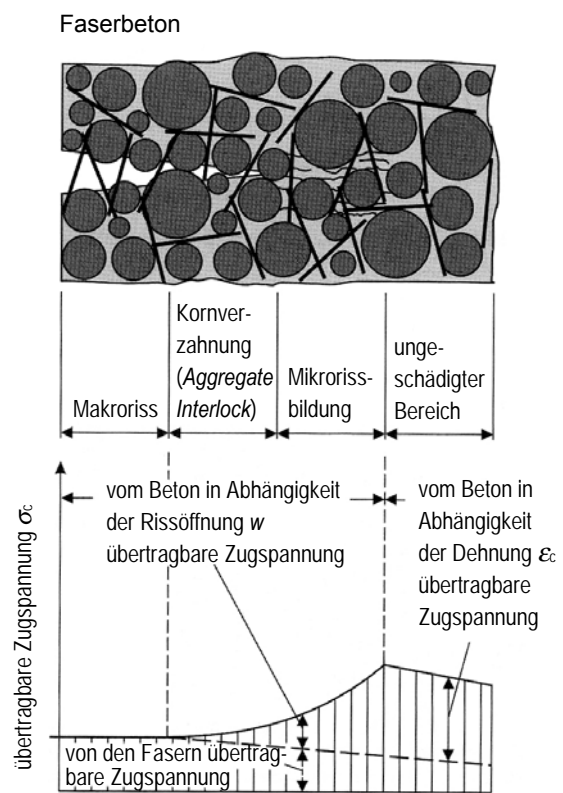 Faserbeton
Makroriss
Kornver-
zahnung
(Aggregate
Interlock)
Mikroriss-
bildung
unge-
schädigter
Bereich
übertragbare Zugspannung σc
vom Beton in Abhängigkeit
der Rissöffnung w
übertragbare Zugspannung
vom Beton in
Abhängigkeit
der Dehnung εc
übertragbare
Zugspannung
von den Fasern übertrag-
bare Zugspannung